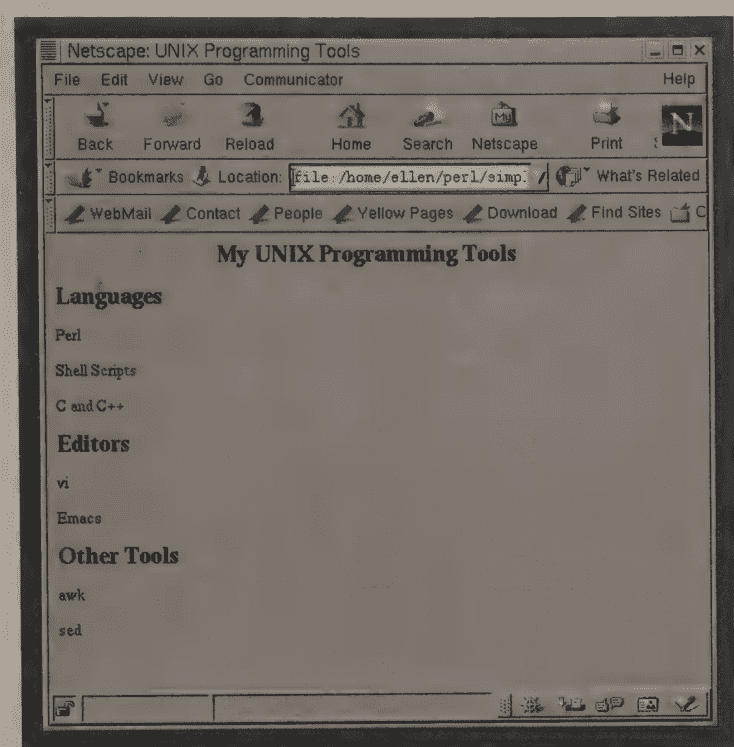 Netscape: UNIX Programming Tools
File Edit View Go Communicator Help
My N
Back Forward Reload Home Search Netscape Print
Bookmarks Location: file:/home/ellen/perl/simpl What's Related
WebMail Contact People Yellow Pages Download Find Sites C
My UNIX Programming Tools
Languages
Perl
Shell Scripts
C and C++
Editors
vi
Emacs
Other Tools
awk
sed